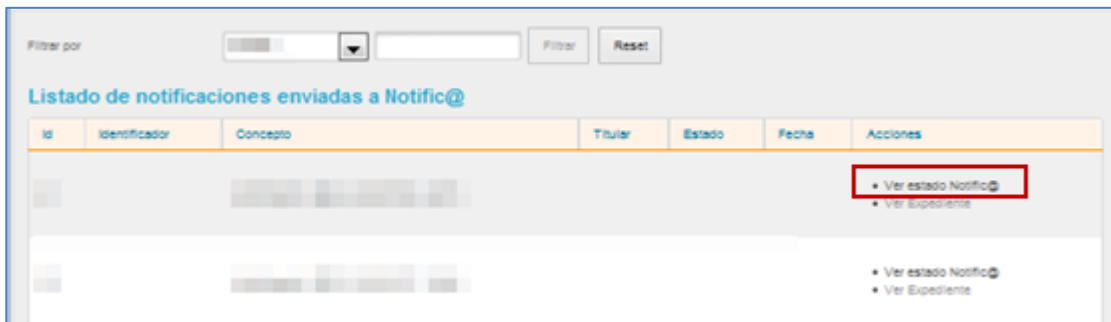 Filtrar por Filtrar Reset
Listado de notificaciones enviadas a Notific@
Id Identificador Concepto Titular Estado Fecha Acciones
• Ver estado Notific@
• Ver Expediente
• Ver estado Notific@
• Ver Expediente